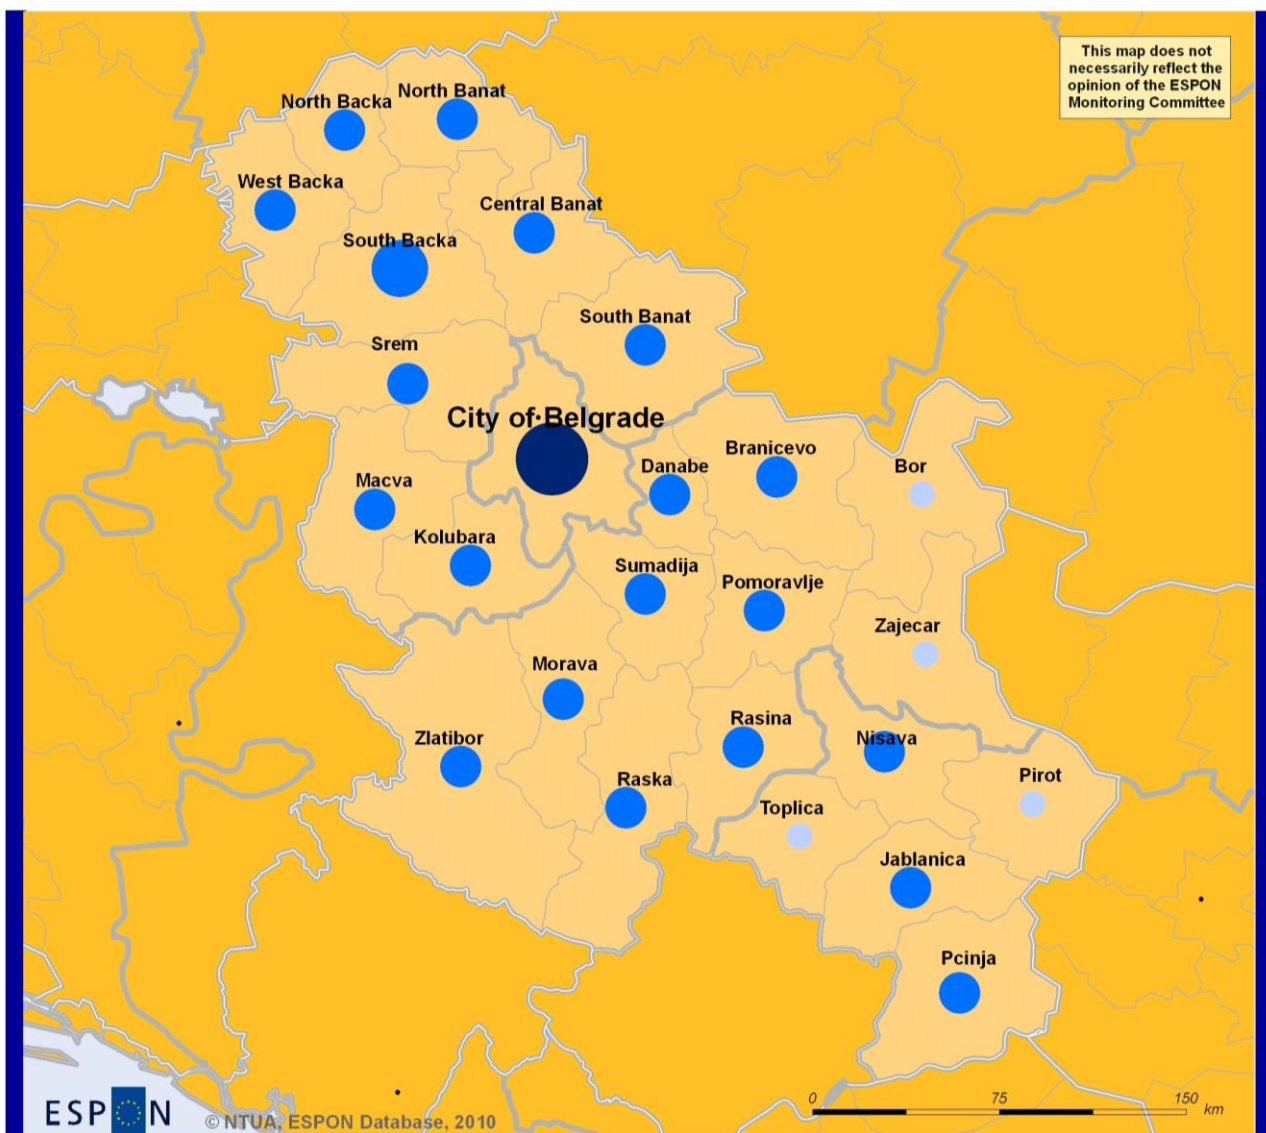 This map does not
necessarily reflect the
opinion of the ESPON
Monitoring Committee
North Banat
North Backa
West Backa
Central Banat
South Backa
South Banat
Srem
City of·Belgrade
Branicevo
Danabe
Bor
Macva
Kolubara
Sumadija
Pomoravlje
Zajecar
Morava
Rasina
Zlatibor
Nisava
Raska
Pirot
Toplica
Jablanica
Pcinja
0 75 150 km
ESPON
© NTUA, ESPON Database, 2010